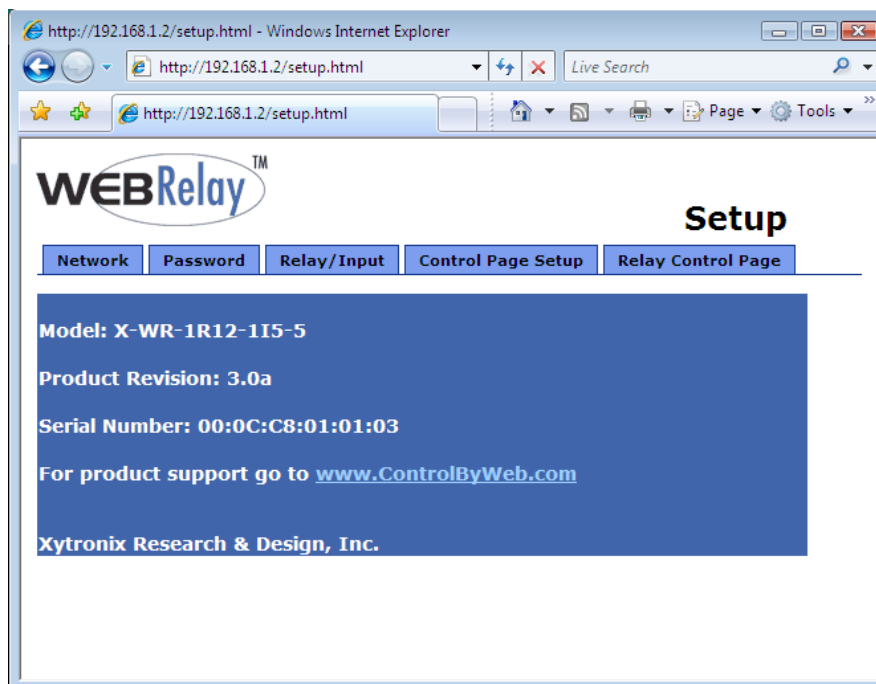 http://192.168.1.2/setup.html - Windows Internet Explorer
http://192.168.1.2/setup.html
Live Search
http://192.168.1.2/setup.html
Page
Tools
»
WEBRelay™
Setup
Network
Password
Relay/Input
Control Page Setup
Relay Control Page
Model: X-WR-1R12-1I5-5
Product Revision: 3.0a
Serial Number: 00:0C:C8:01:01:03
For product support go to www.ControlByWeb.com
Xytronix Research & Design, Inc.